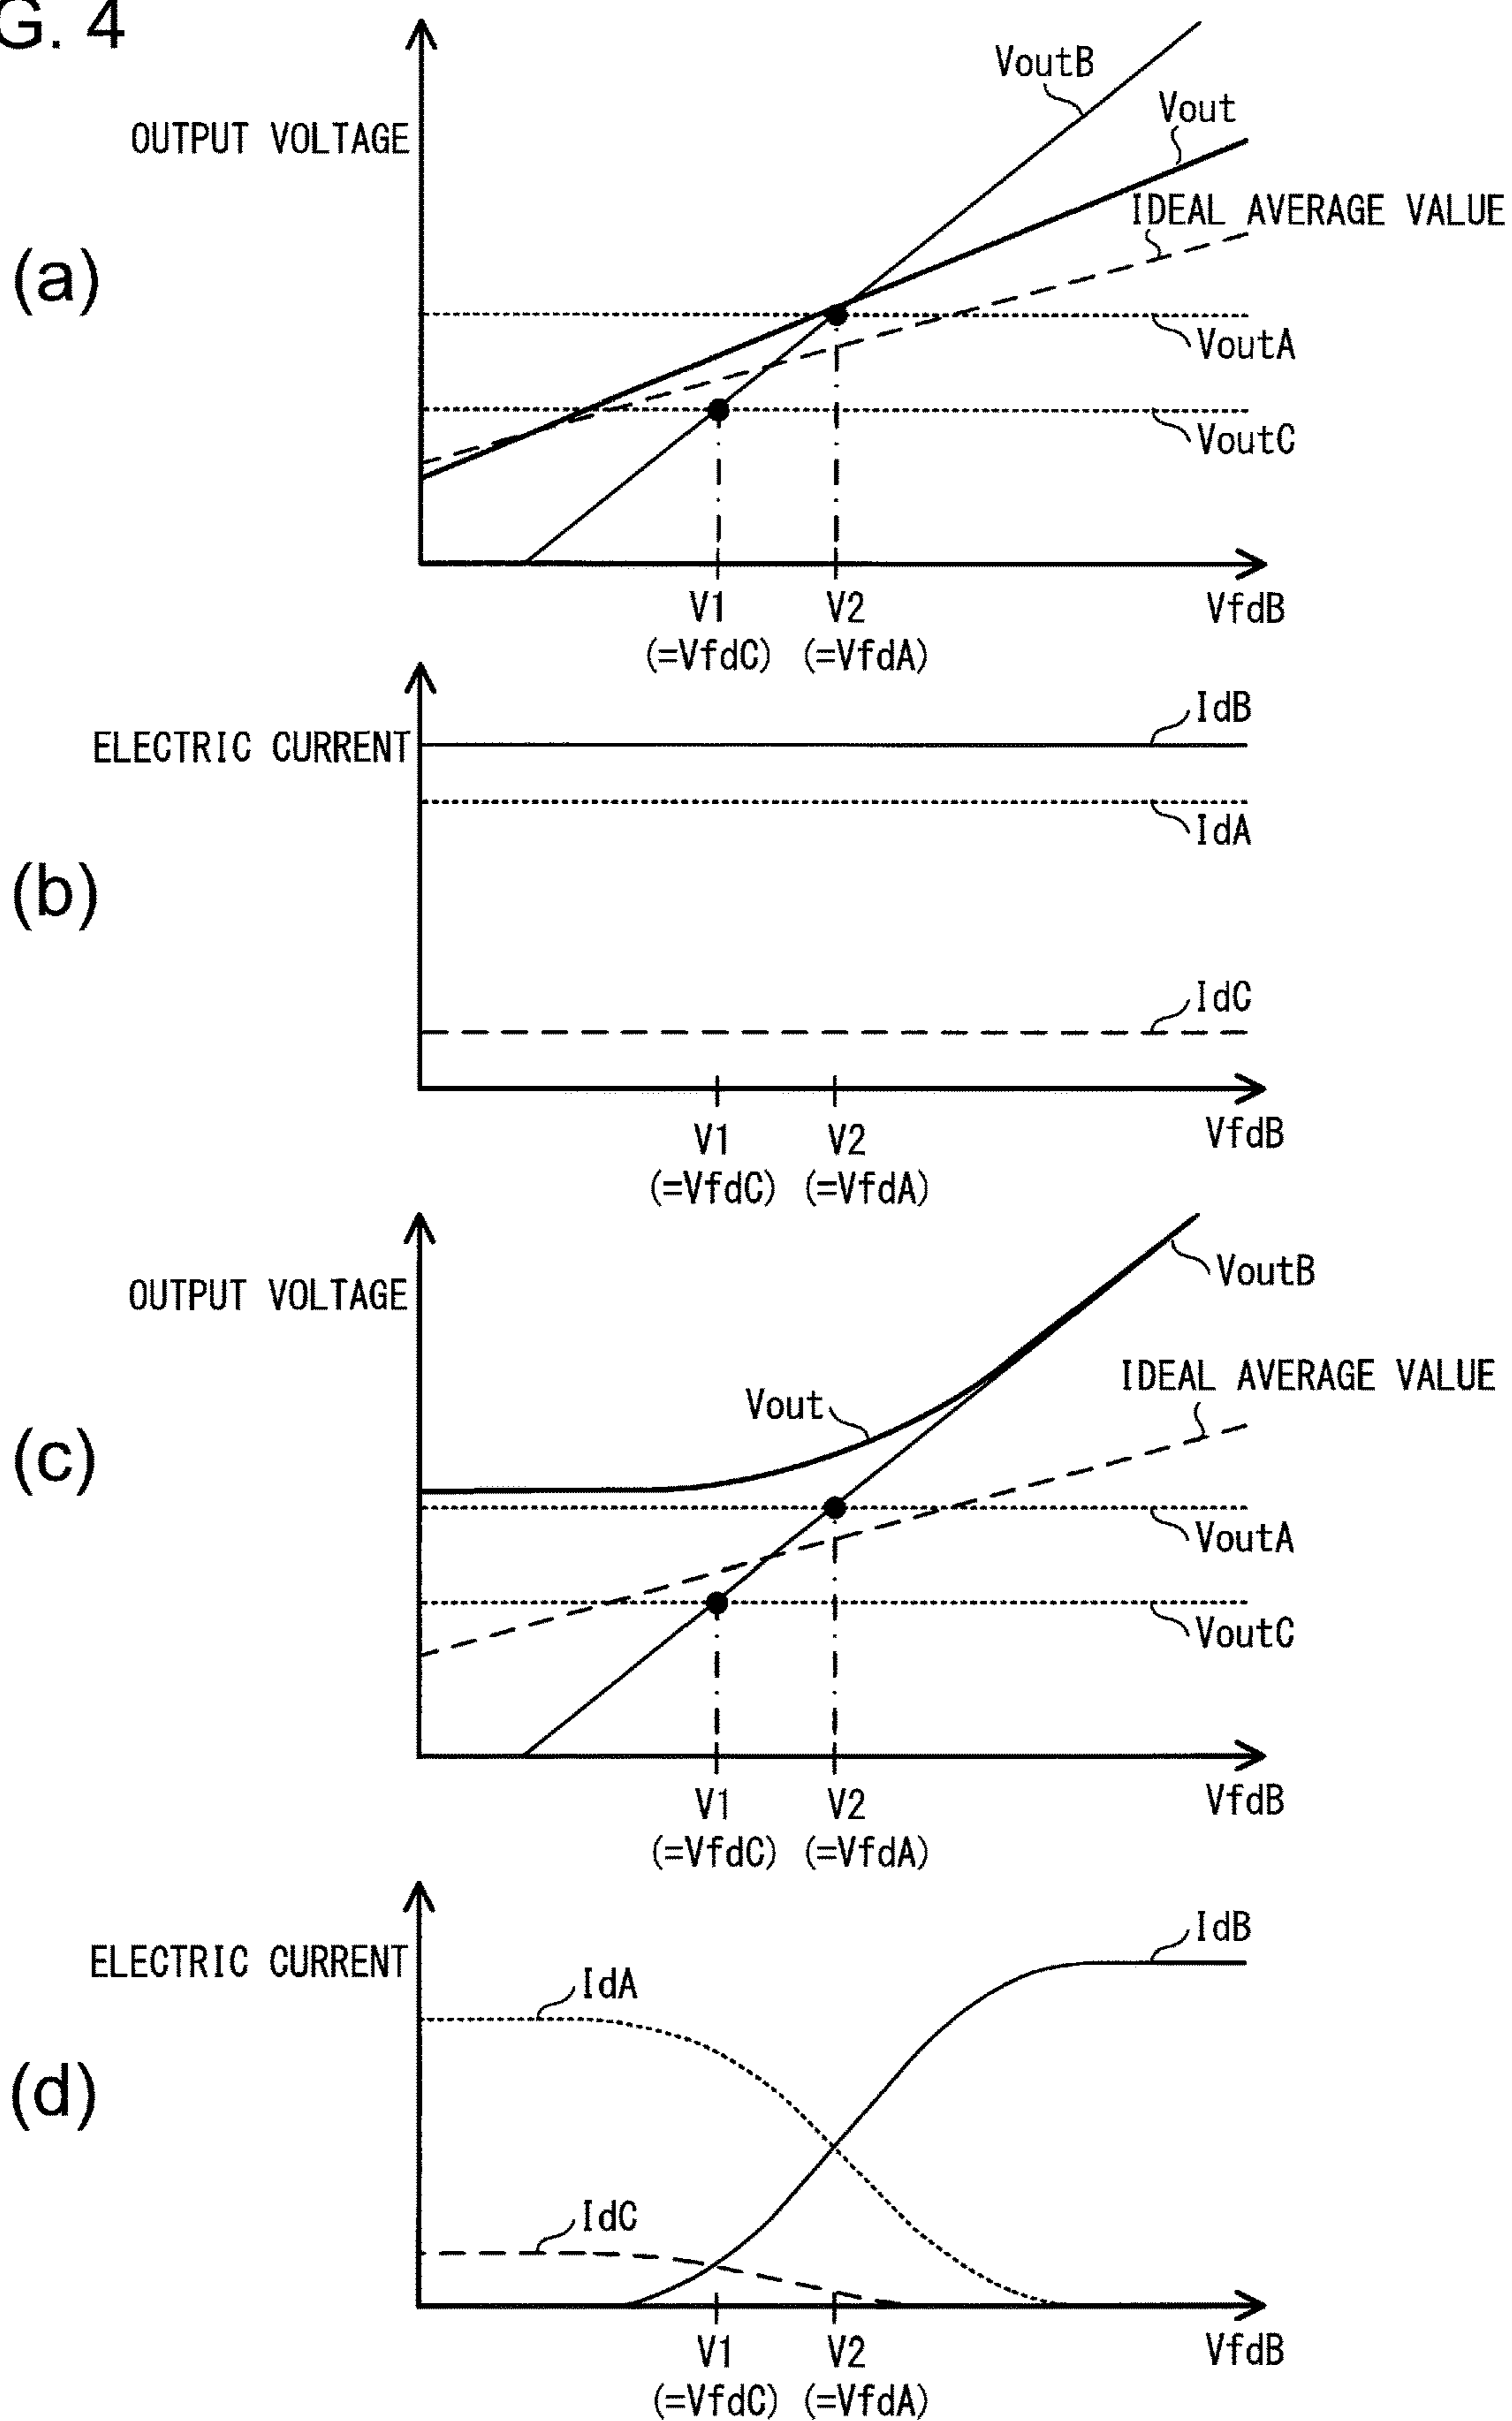 G. 4
VoutB
Vout
OUTPUT VOLTAGE
IDEAL AVERAGE VALUE
(a)
VoutA
VoutC
V1
V2
VfdB
(=VfdC)
(=VfdA)
IdB
ELECTRIC CURRENT
IdA
(b)
IdC
V1
V2
VfdB
(=VfdC)
(=VfdA)
VoutB
OUTPUT VOLTAGE
IDEAL AVERAGE VALUE
Vout
(c)
VoutA
VoutC
V1
V2
VfdB
(=VfdC)
(=VfdA)
IdB
ELECTRIC CURRENT
IdA
(d)
IdC
V1
V2
VfdB
(=VfdC)
(=VfdA)